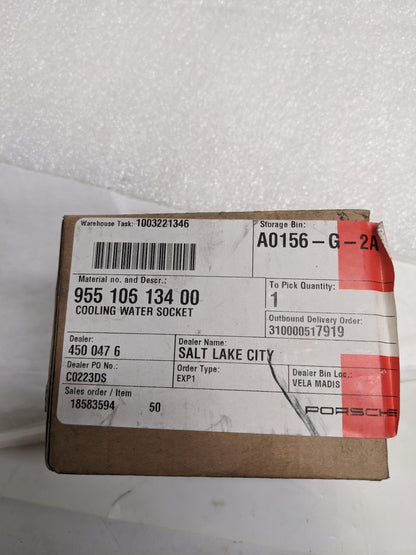 Warehouse Task: 1003221346
Storage Bin:
A0156-G-2A
Material no. and Descr.:
955 106 134 00
COOLING WATER SOCKET
To Pick Quantity:
1
Outbound Delivery Order:
310000517919
Dealer:
450 047 6
Dealer Name:
SALT LAKE CITY
Dealer PO No.:
C0223DS
Order Type:
EXP1
Dealer Bin Loc.:
VELA MADIS
Sales order / Item
18583594 50
PORSCHE